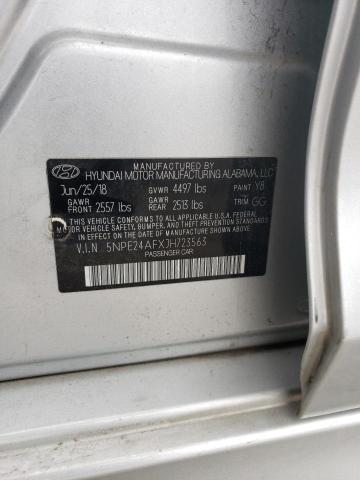 MANUFACTURED BY
HYUNDAI MOTOR MANUFACTURING ALABAMA, LLC
Jun/25/18 GVWR 4497 lbs PAINT Y8
GAWR FRONT 2557 lbs GAWR REAR 2513 lbs TRIM GG
THIS VEHICLE CONFORMS TO ALL APPLICABLE U.S. FEDERAL MOTOR
VEHICLE SAFETY, BUMPER, AND THEFT PREVENTION STANDARDS IN
EFFECT ON THE DATE OF MANUFACTURE SHOWN ABOVE.
V.I.N 5NPE24AFXJH723563
PASSENGER CAR